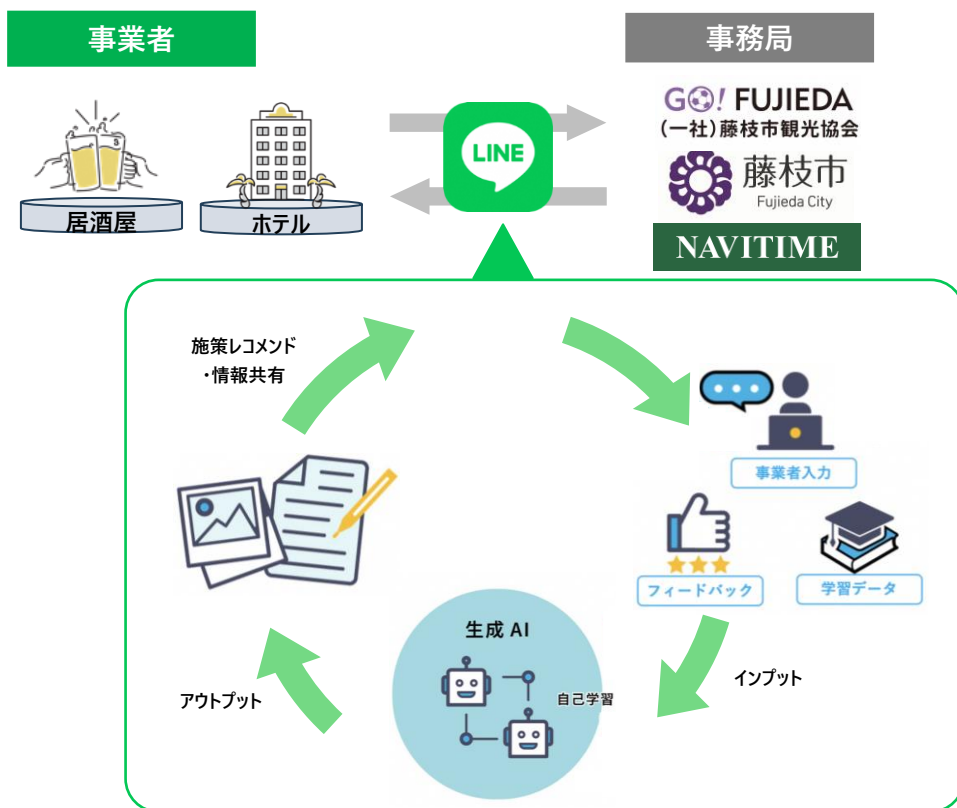 事業者
事務局
GO! FUJIEDA
(一社)藤枝市観光協会
LINE
藤枝市
Fujieda City
居酒屋
ホテル
NAVITIME
施策レコメンド
・情報共有
事業者入力
フィードバック
学習データ
生成 AI
自己学習
インプット
アウトプット